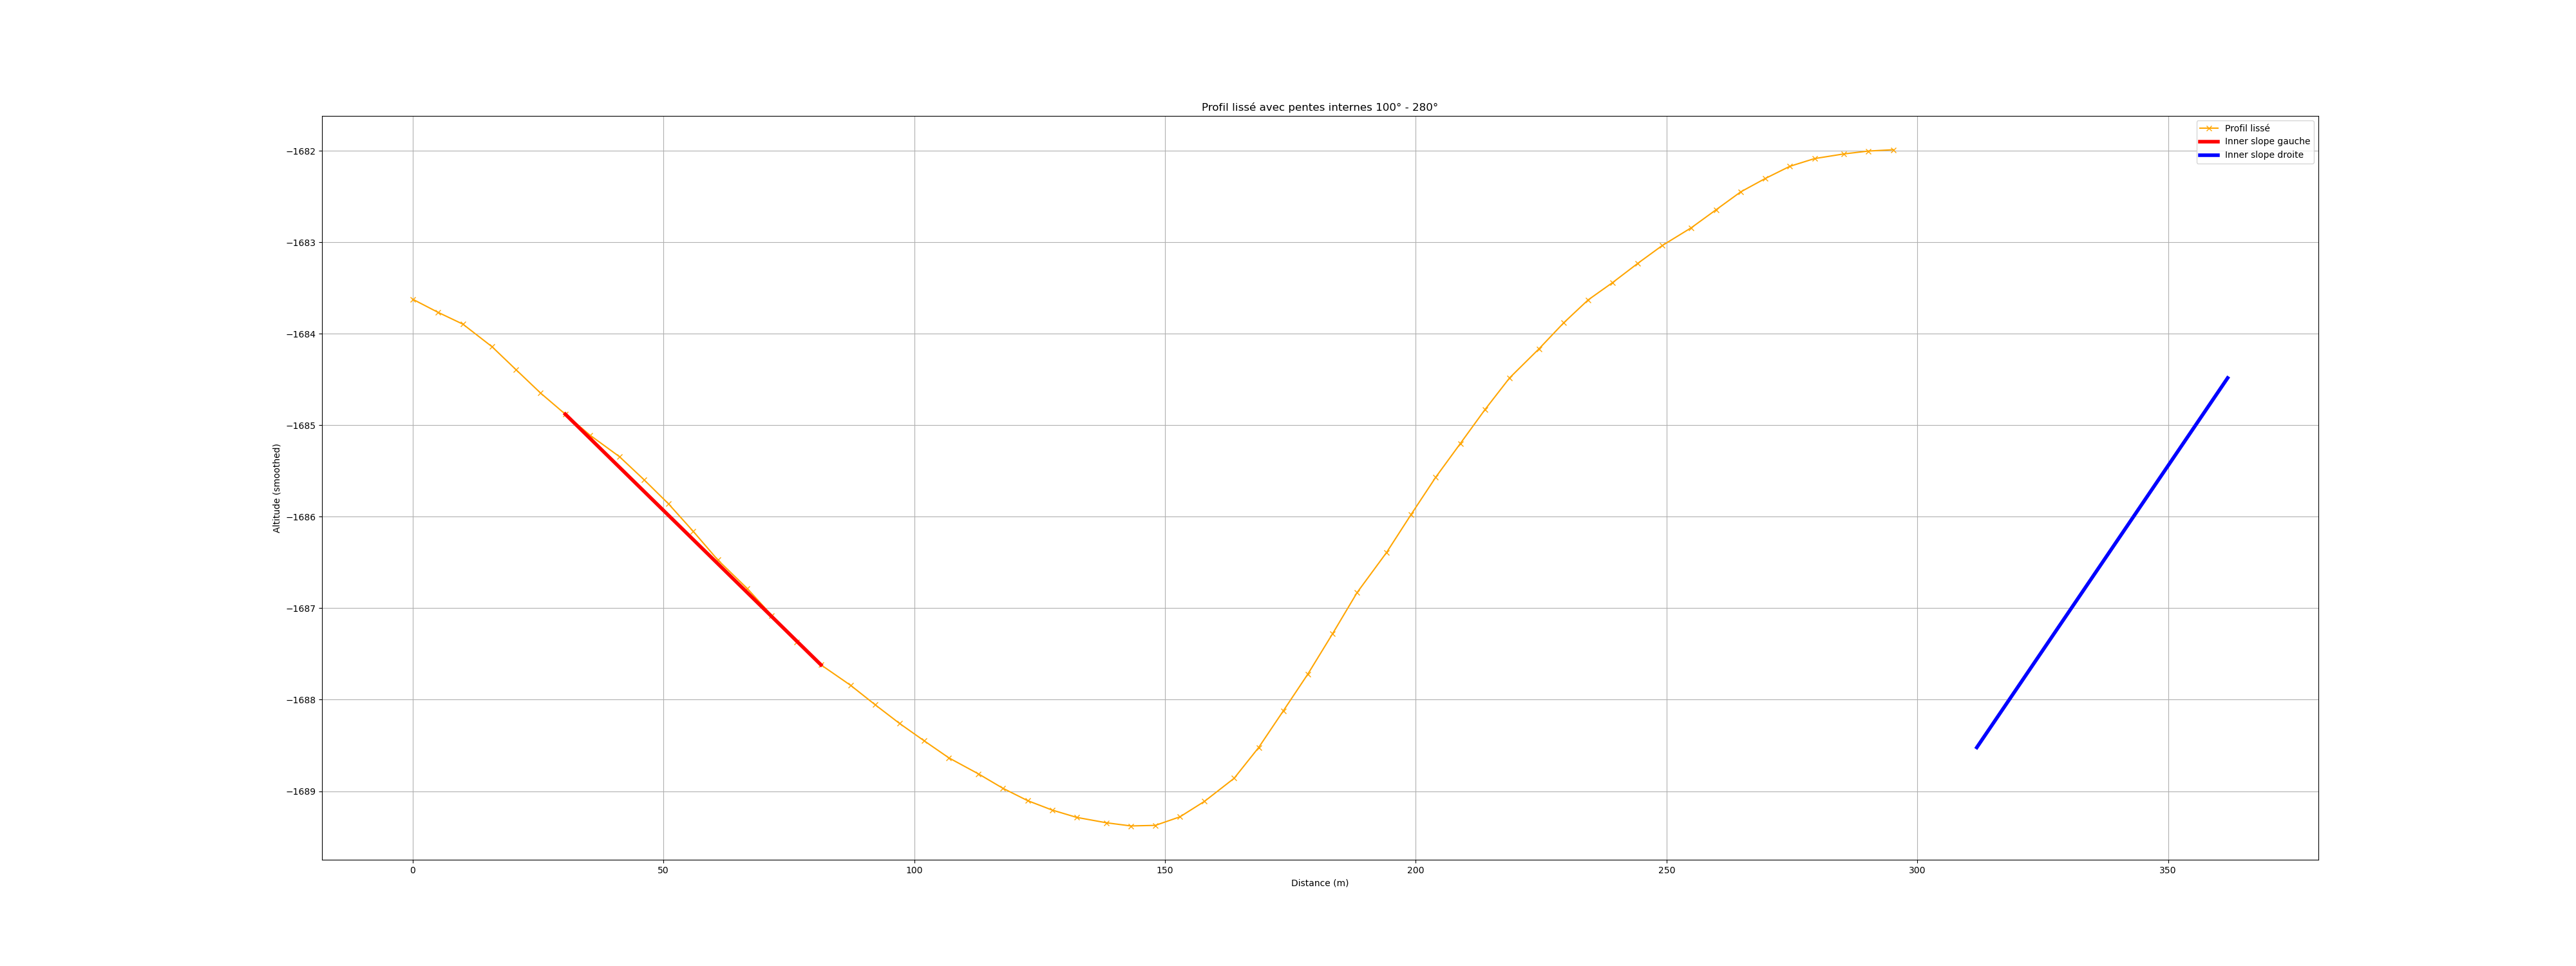 Profil lissé avec pentes internes 100° - 280°
Profil lissé
Inner slope gauche
Inner slope droite
−1682
−1683
−1684
−1685
−1686
−1687
−1688
−1689
Altitude (smoothed)
0 50 100 150 200 250 300 350
Distance (m)